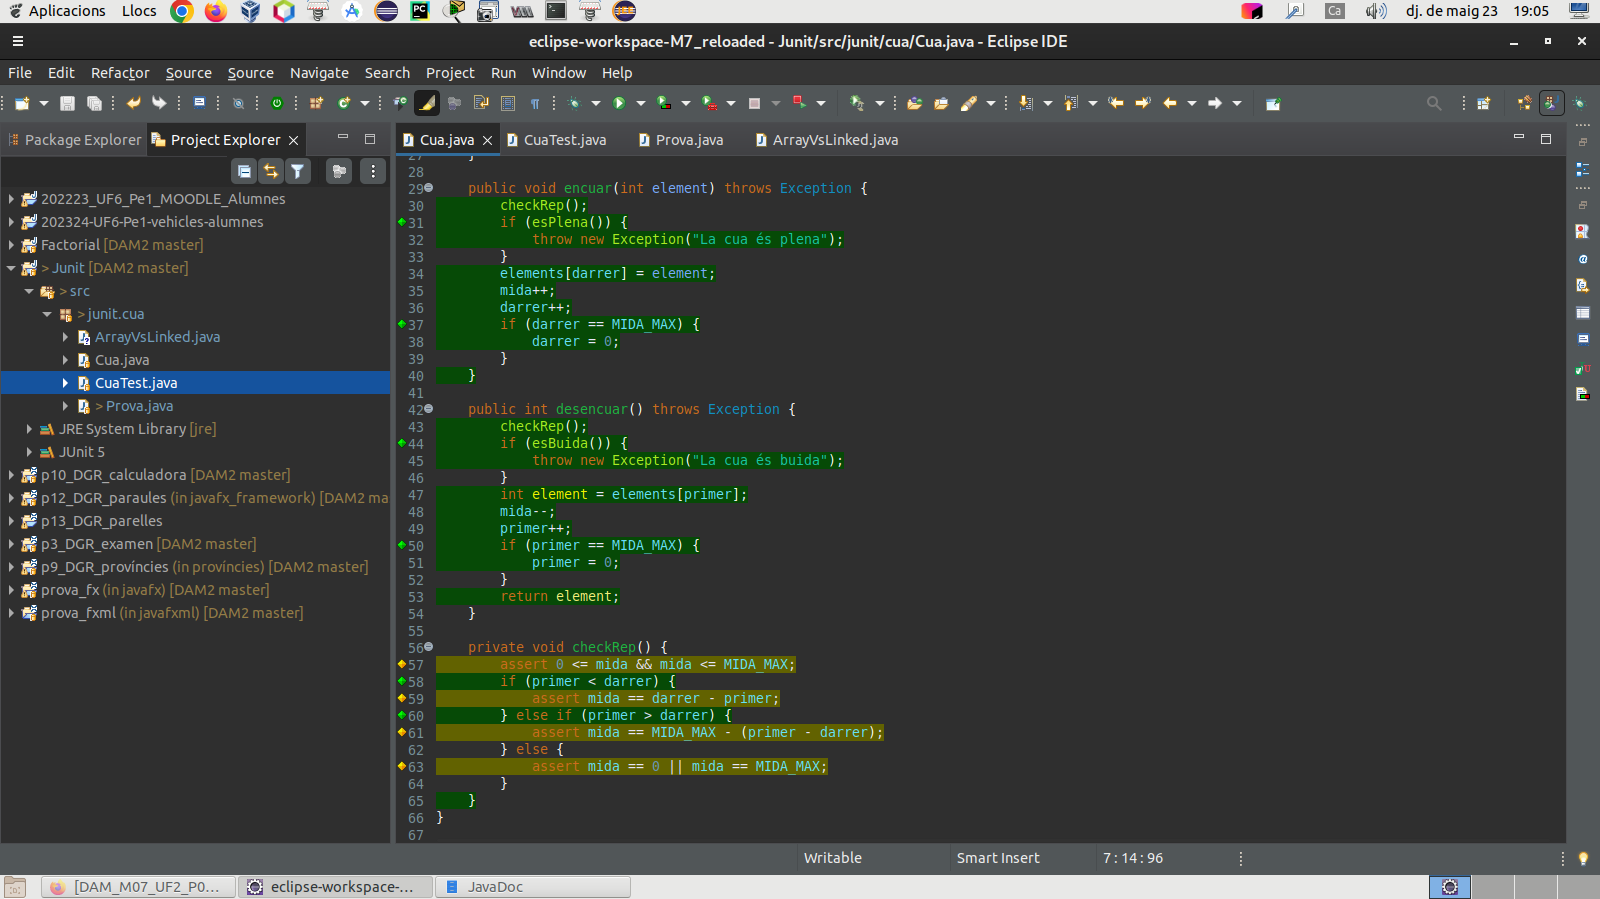 Aplicacions Llocs Ca dj. de maig 23 19:05
eclipse-workspace-M7_reloaded - Junit/src/junit/cua/Cua.java - Eclipse IDE
File Edit Refactor Source Source Navigate Search Project Run Window Help
Package Explorer Project Explorer
Cua.java CuaTest.java Prova.java ArrayVsLinked.java
202223_UF6_Pe1_MOODLE_Alumnes
202324-UF6-Pe1-vehicles-alumnes
Factorial [DAM2 master]
> Junit [DAM2 master]
> src
> junit.cua
ArrayVsLinked.java
Cua.java
CuaTest.java
> Prova.java
JRE System Library [jre]
JUnit 5
p10_DGR_calculadora [DAM2 master]
p12_DGR_paraules (in javafx_framework) [DAM2 ma
p13_DGR_parelles
p3_DGR_examen [DAM2 master]
p9_DGR_províncies (in províncies) [DAM2 master]
prova_fx (in javafx) [DAM2 master]
prova_fxml (in javafxml) [DAM2 master]
27 }
28
29 public void encuar(int element) throws Exception {
30 checkRep();
31 if (esPlena()) {
32 throw new Exception("La cua és plena");
33 }
34 elements[darrer] = element;
35 mida++;
36 darrer++;
37 if (darrer == MIDA_MAX) {
38 darrer = 0;
39 }
40 }
41
42 public int desencuar() throws Exception {
43 checkRep();
44 if (esBuida()) {
45 throw new Exception("La cua és buida");
46 }
47 int element = elements[primer];
48 mida--;
49 primer++;
50 if (primer == MIDA_MAX) {
51 primer = 0;
52 }
53 return element;
54 }
55
56 private void checkRep() {
57 assert 0 <= mida && mida <= MIDA_MAX;
58 if (primer < darrer) {
59 assert mida == darrer - primer;
60 } else if (primer > darrer) {
61 assert mida == MIDA_MAX - (primer - darrer);
62 } else {
63 assert mida == 0 || mida == MIDA_MAX;
64 }
65 }
66 }
67
Writable Smart Insert 7 : 14 : 96
[DAM_M07_UF2_P0... eclipse-workspace-... JavaDoc